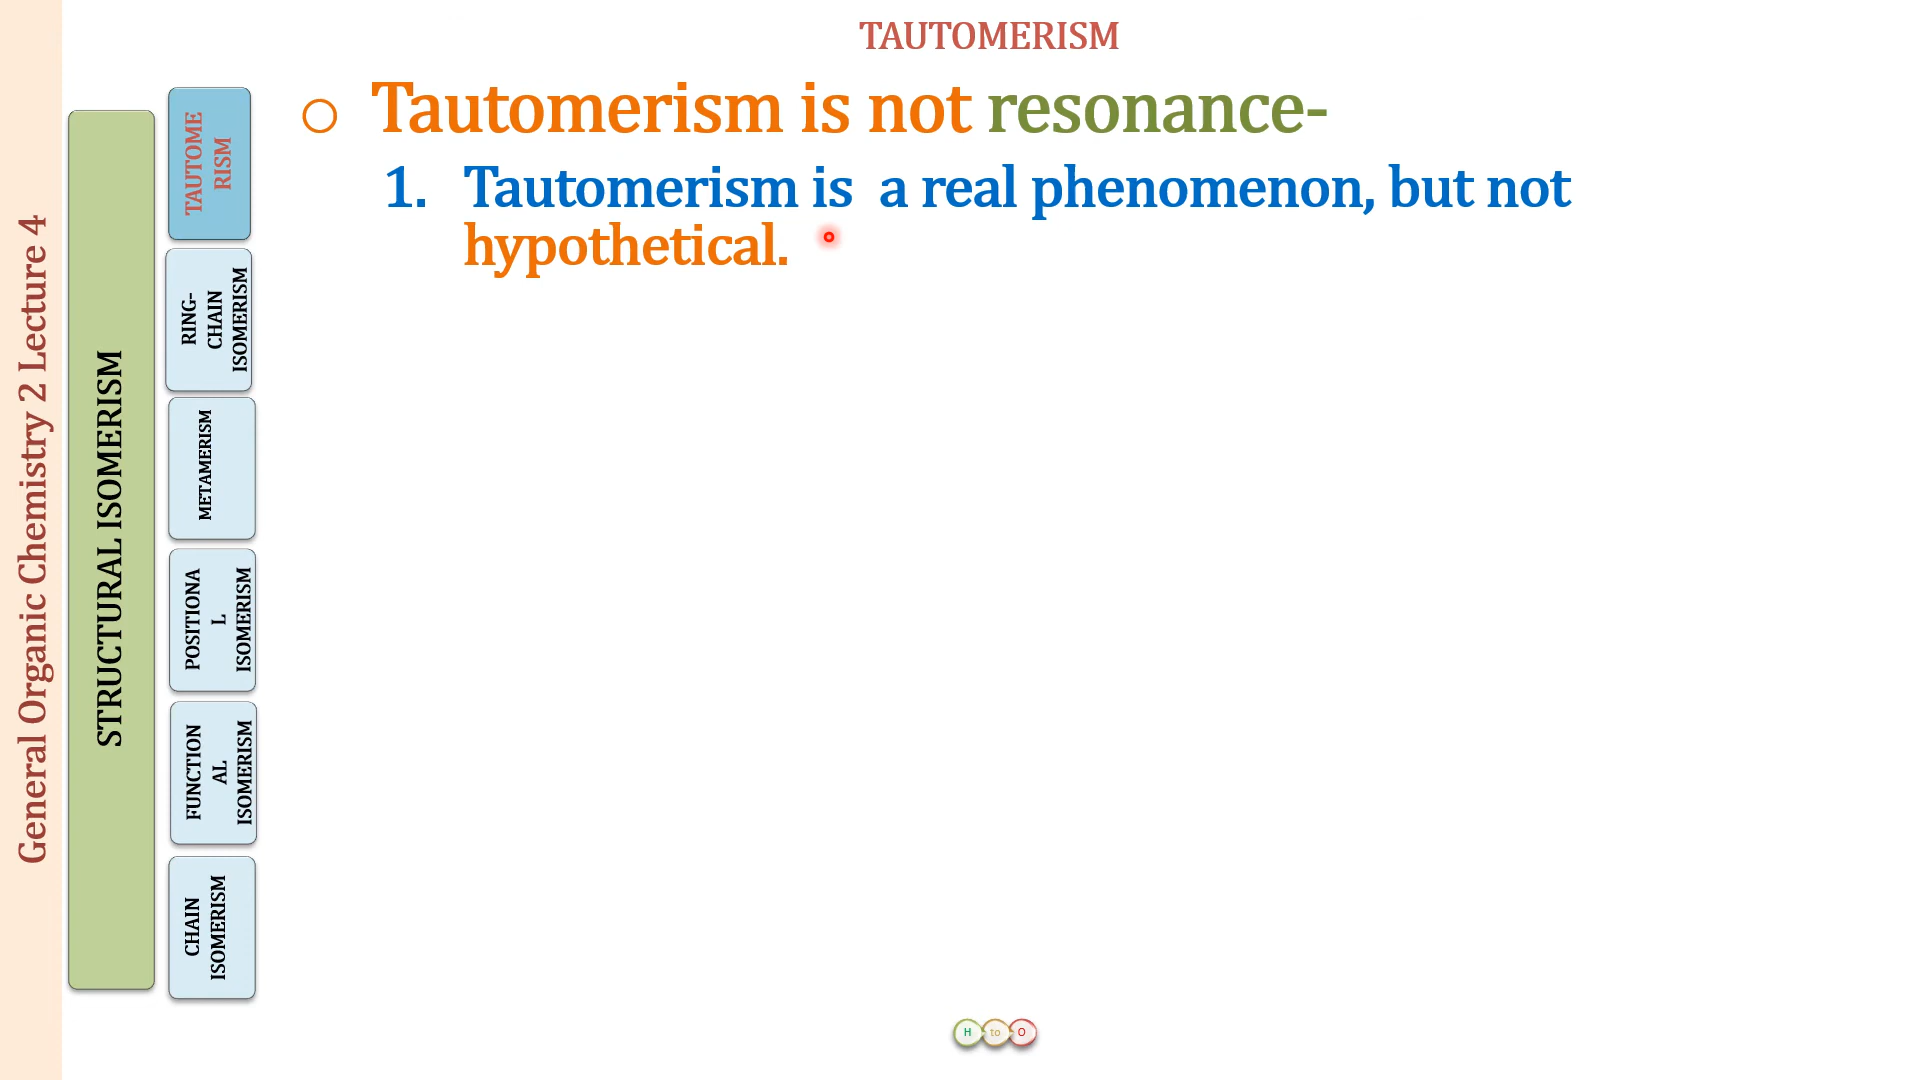 TAUTOMERISM
○ Tautomerism is not resonance-
1. Tautomerism is a real phenomenon, but not
hypothetical.
General Organic Chemistry 2 Lecture 4
STRUCTURAL ISOMERISM
TAUTOME
RISM
RING-
CHAIN
ISOMERISM
METAMERISM
POSITIONA
L
ISOMERISM
FUNCTION
AL
ISOMERISM
CHAIN
ISOMERISM
H to O